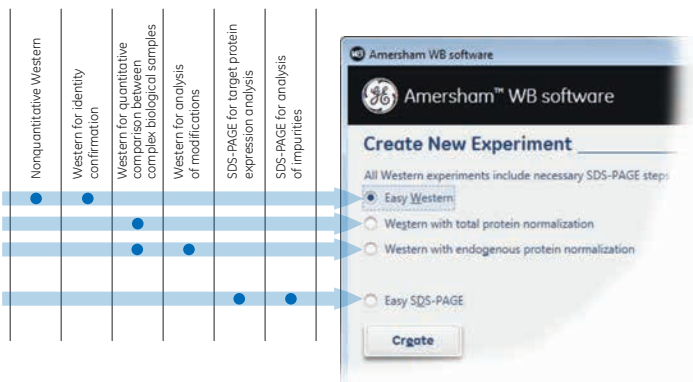 Nonquantitative Western
Western for identity
confirmation
Western for quantitative
comparison between
complex biological samples
Western for analysis
of modifications
SDS-PAGE for target protein
expression analysis
SDS-PAGE for analysis
of impurities
WB Amersham WB software
GE Amersham™ WB software
Create New Experiment
All Western experiments include necessary SDS-PAGE steps
Easy Western
Western with total protein normalization
Western with endogenous protein normalization
Easy SDS-PAGE
Create